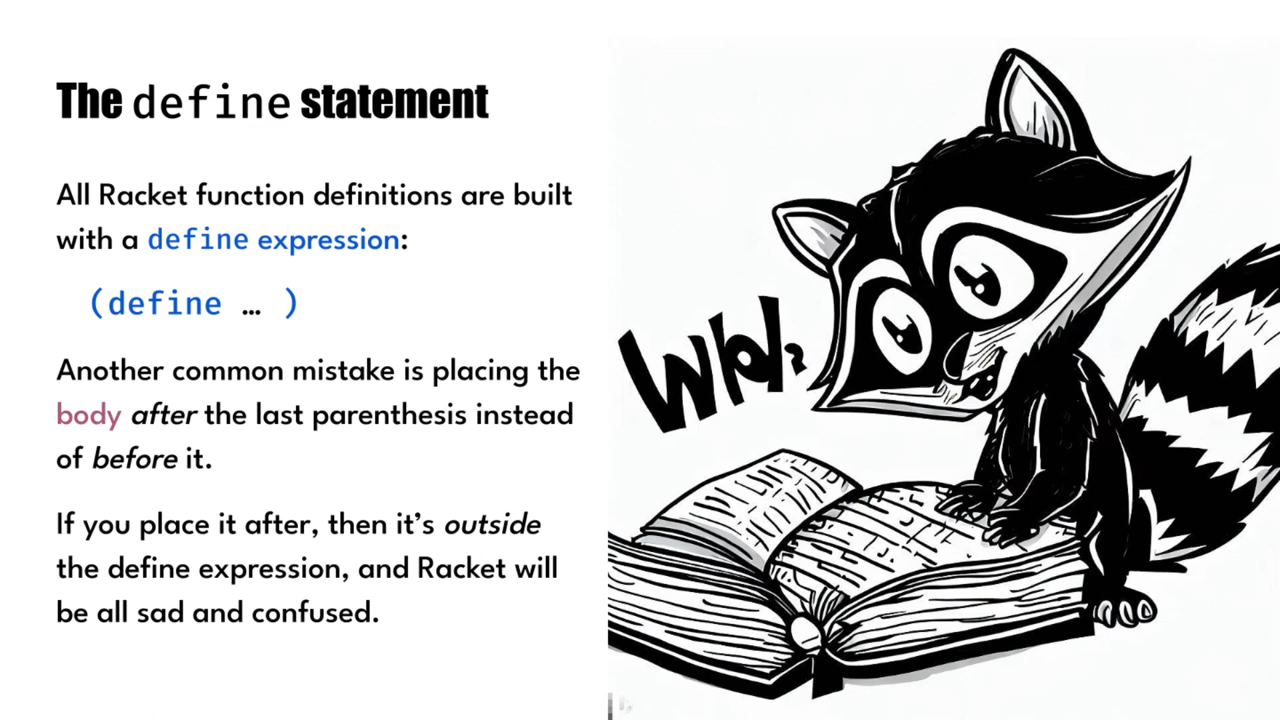 The define statement
All Racket function definitions are built
with a define expression:
(define … )
Another common mistake is placing the
body after the last parenthesis instead
of before it.
If you place it after, then it’s outside
the define expression, and Racket will
be all sad and confused.